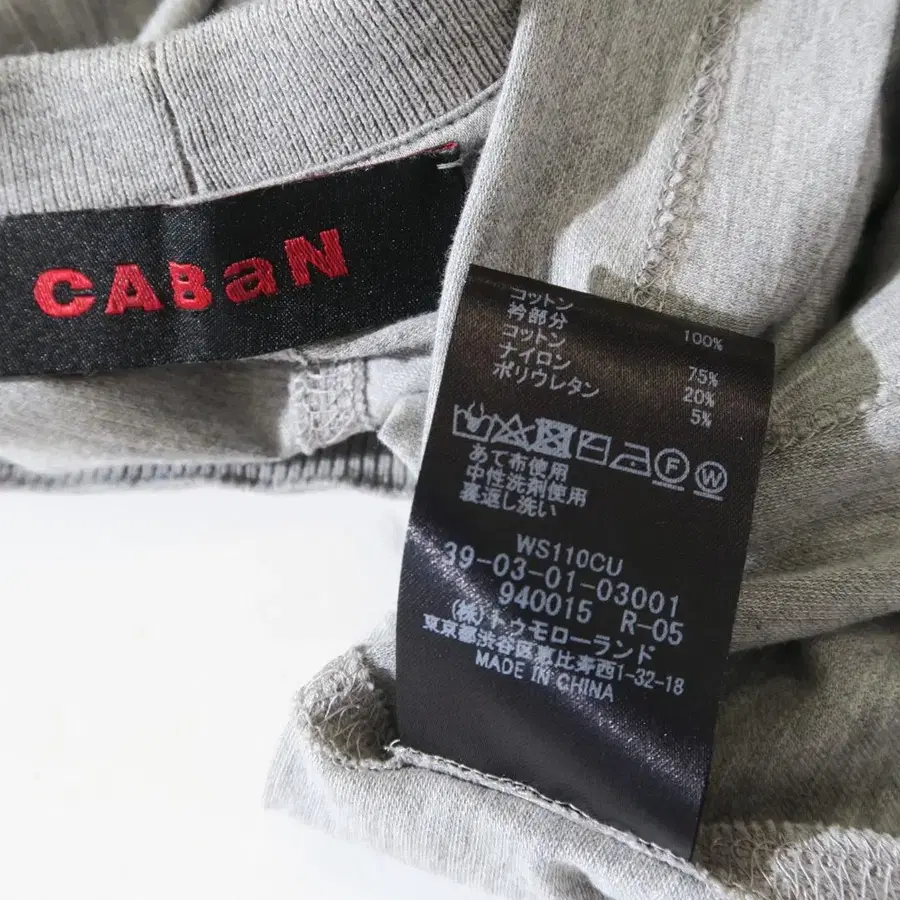 CABaN
コットン 100%
衿部分
コットン 75%
ナイロン 20%
ポリウレタン 5%
F W
あて布使用
中性洗剤使用
裏返し洗い
WS110CU
39-03-01-03001
940015 R-05
(株)トゥモローランド
東京都渋谷区恵比寿西1-32-18
MADE IN CHINA